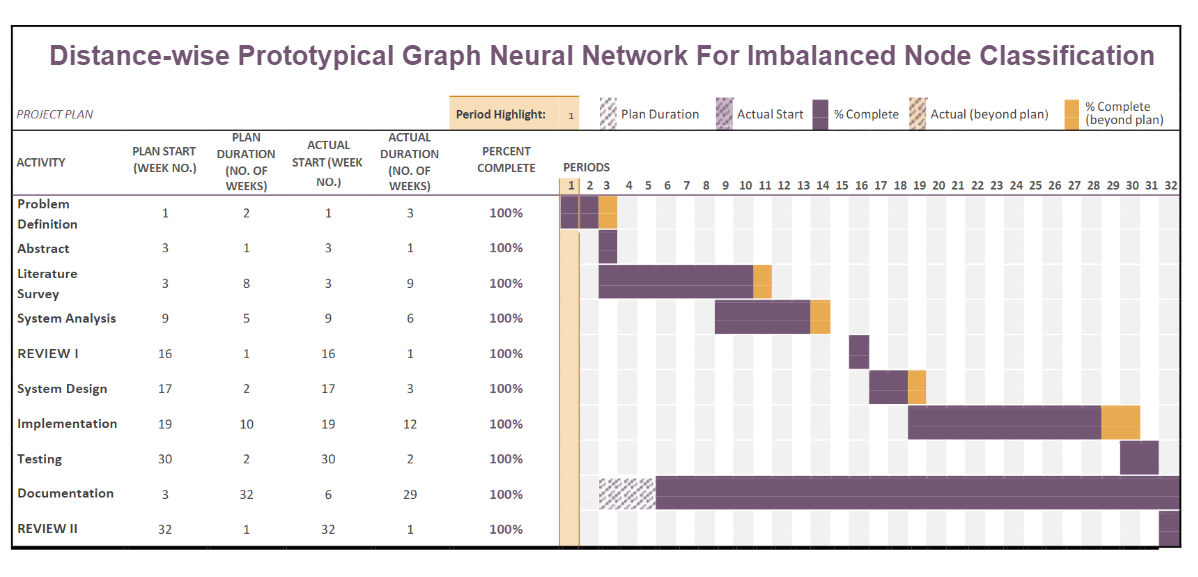 Distance-wise Prototypical Graph Neural Network For Imbalanced Node Classification
PROJECT PLAN
Period Highlight: 1
Plan Duration
Actual Start
% Complete
Actual (beyond plan)
% Complete
(beyond plan)
ACTIVITY
PLAN START
(WEEK NO.)
PLAN
DURATION
(NO. OF
WEEKS)
ACTUAL
START (WEEK
NO.)
ACTUAL
DURATION
(NO. OF
WEEKS)
PERCENT
COMPLETE
PERIODS
1 2 3 4 5 6 7 8 9 10 11 12 13 14 15 16 17 18 19 20 21 22 23 24 25 26 27 28 29 30 31 32
Problem
Definition
1 2 1 3 100%
Abstract 3 1 3 1 100%
Literature
Survey
3 8 3 9 100%
System Analysis 9 5 9 6 100%
REVIEW I 16 1 16 1 100%
System Design 17 2 17 3 100%
Implementation 19 10 19 12 100%
Testing 30 2 30 2 100%
Documentation 3 32 6 29 100%
REVIEW II 32 1 32 1 100%